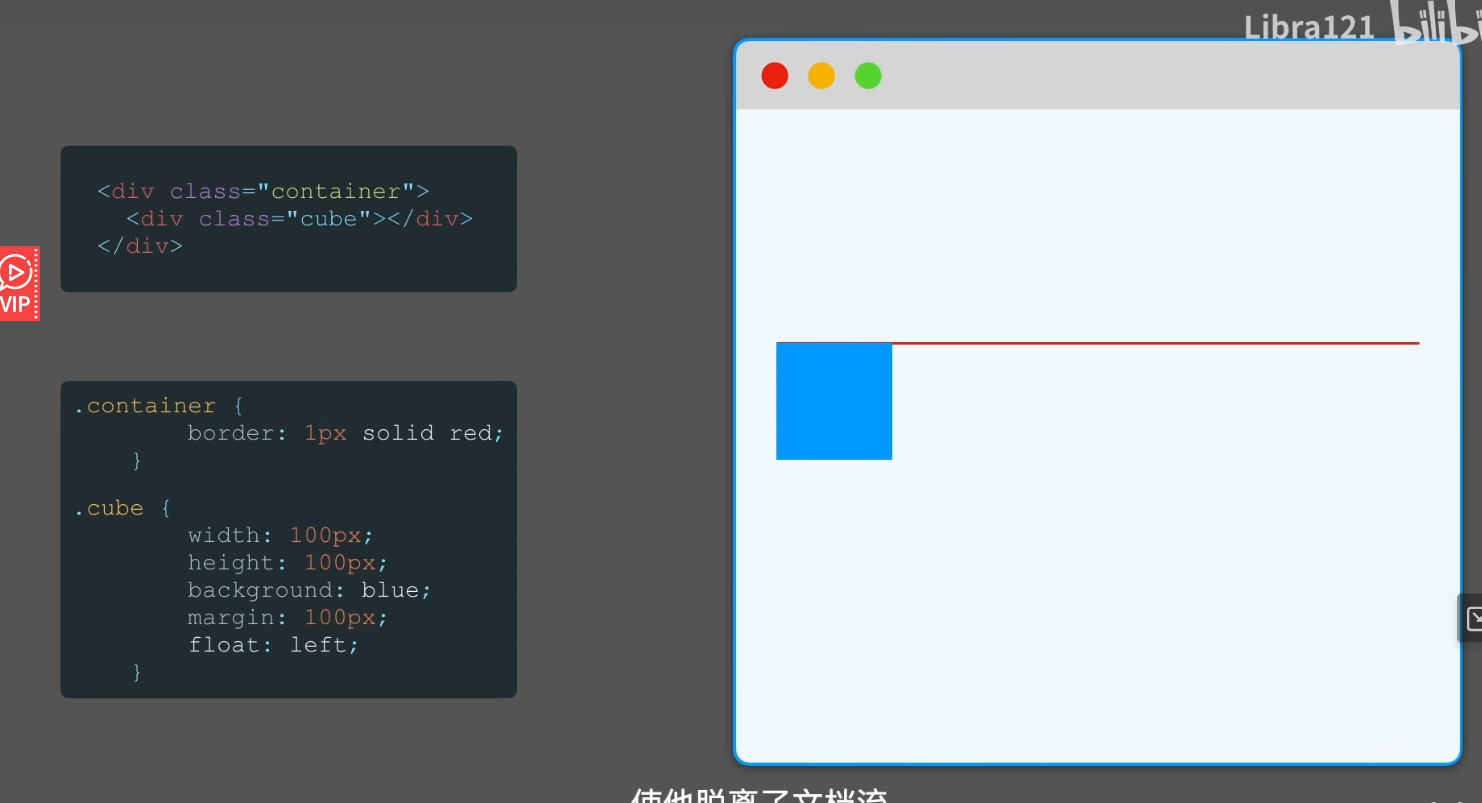 Libra121 bilibi
<div class="container">
<div class="cube"></div>
</div>
VIP
.container {
border: 1px solid red;
}
.cube {
width: 100px;
height: 100px;
background: blue;
margin: 100px;
float: left;
}
使他脱离了文档流